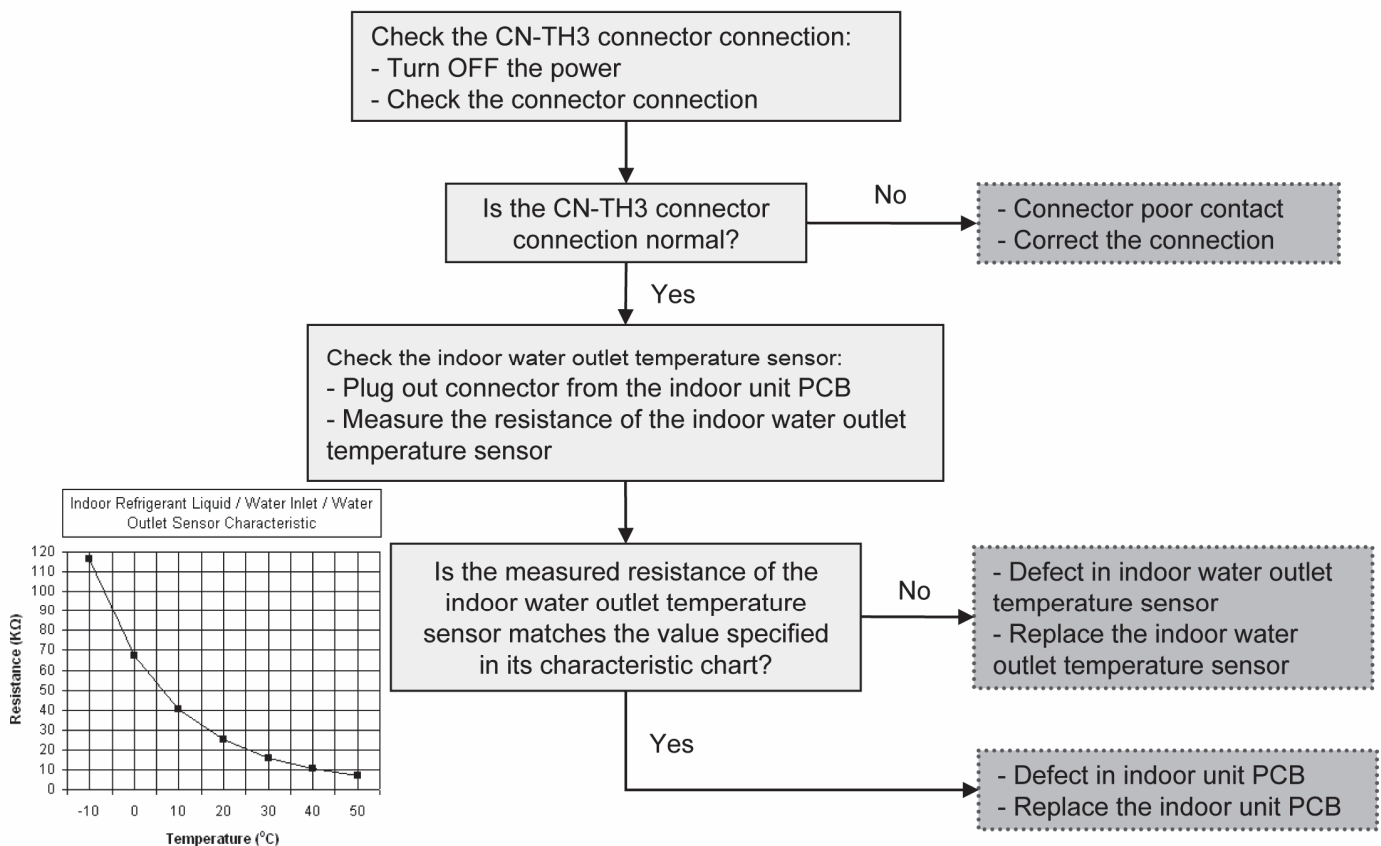 Check the CN-TH3 connector connection:
- Turn OFF the power
- Check the connector connection
Is the CN-TH3 connector
connection normal?
No
- Connector poor contact
- Correct the connection
Yes
Check the indoor water outlet temperature sensor:
- Plug out connector from the indoor unit PCB
- Measure the resistance of the indoor water outlet
temperature sensor
Indoor Refrigerant Liquid / Water Inlet / Water
Outlet Sensor Characteristic
120
110
100
90
80
70
60
50
40
30
20
10
0
Resistance (KΩ)
-10 0 10 20 30 40 50
Temperature (°C)
Is the measured resistance of the
indoor water outlet temperature
sensor matches the value specified
in its characteristic chart?
No
- Defect in indoor water outlet
temperature sensor
- Replace the indoor water
outlet temperature sensor
Yes
- Defect in indoor unit PCB
- Replace the indoor unit PCB